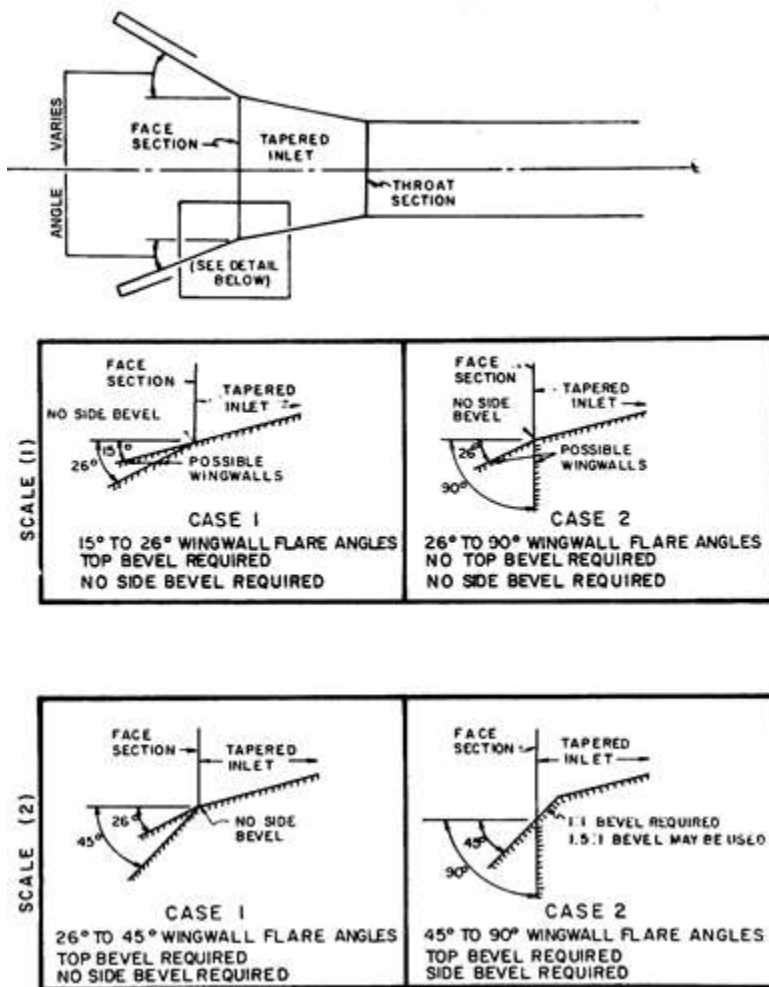 ANGLE VARIES
FACE
SECTION
TAPERED
INLET
THROAT
SECTION
(SEE DETAIL
BELOW)
SCALE (1)
FACE
SECTION
TAPERED
INLET
NO SIDE BEVEL
15°
26°
POSSIBLE
WINGWALLS
CASE 1
15° TO 26° WINGWALL FLARE ANGLES
TOP BEVEL REQUIRED
NO SIDE BEVEL REQUIRED
FACE
SECTION
NO SIDE
BEVEL
TAPERED
INLET
26°
90°
POSSIBLE
WINGWALLS
CASE 2
26° TO 90° WINGWALL FLARE ANGLES
NO TOP BEVEL REQUIRED
NO SIDE BEVEL REQUIRED
SCALE (2)
FACE
SECTION
TAPERED
INLET
26°
45°
NO SIDE
BEVEL
CASE 1
26° TO 45° WINGWALL FLARE ANGLES
TOP BEVEL REQUIRED
NO SIDE BEVEL REQUIRED
FACE
SECTION
TAPERED
INLET
1:1 BEVEL REQUIRED
1.5:1 BEVEL MAY BE USED
45°
90°
CASE 2
45° TO 90° WINGWALL FLARE ANGLES
TOP BEVEL REQUIRED
SIDE BEVEL REQUIRED